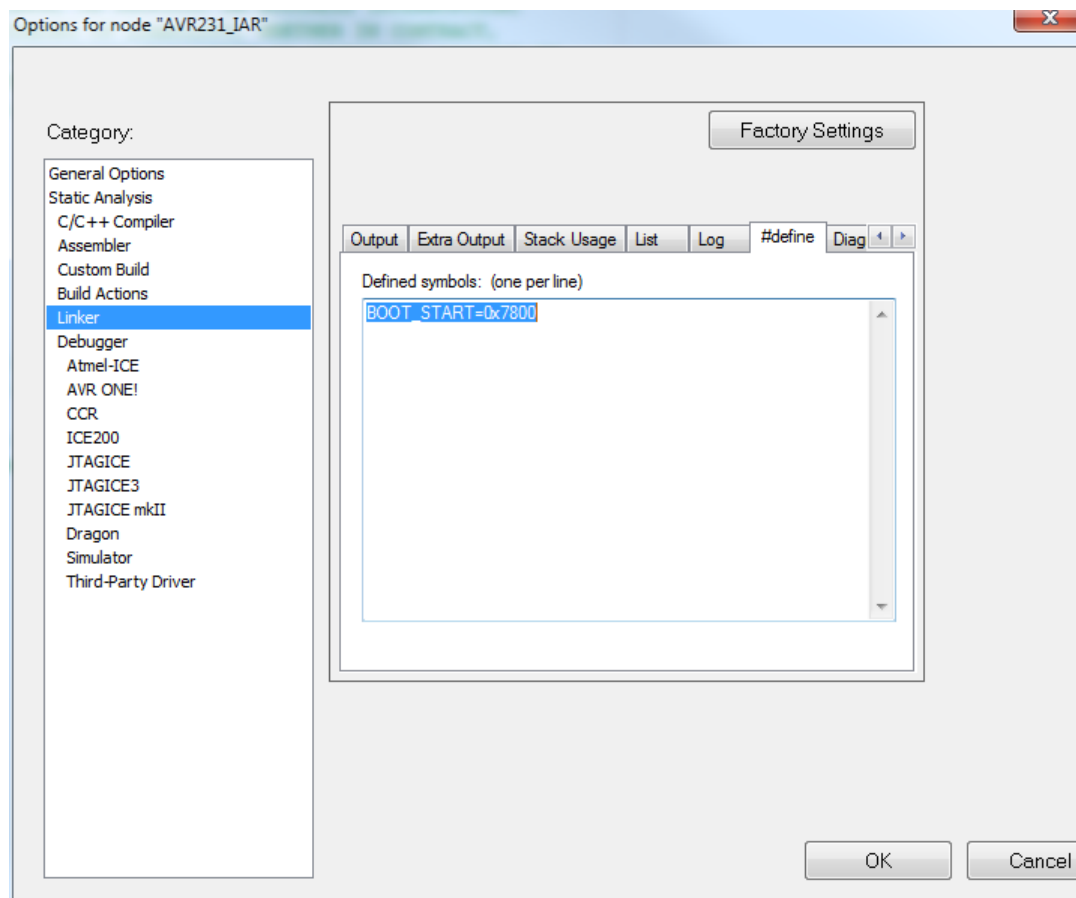 Options for node "AVR231_IAR"
Category:
Factory Settings
General Options
Static Analysis
C/C++ Compiler
Assembler
Custom Build
Build Actions
Linker
Debugger
Atmel-ICE
AVR ONE!
CCR
ICE200
JTAGICE
JTAGICE3
JTAGICE mkII
Dragon
Simulator
Third-Party Driver
Output Extra Output Stack Usage List Log #define Diag
Defined symbols: (one per line)
BOOT_START=0x7800
OK Cancel